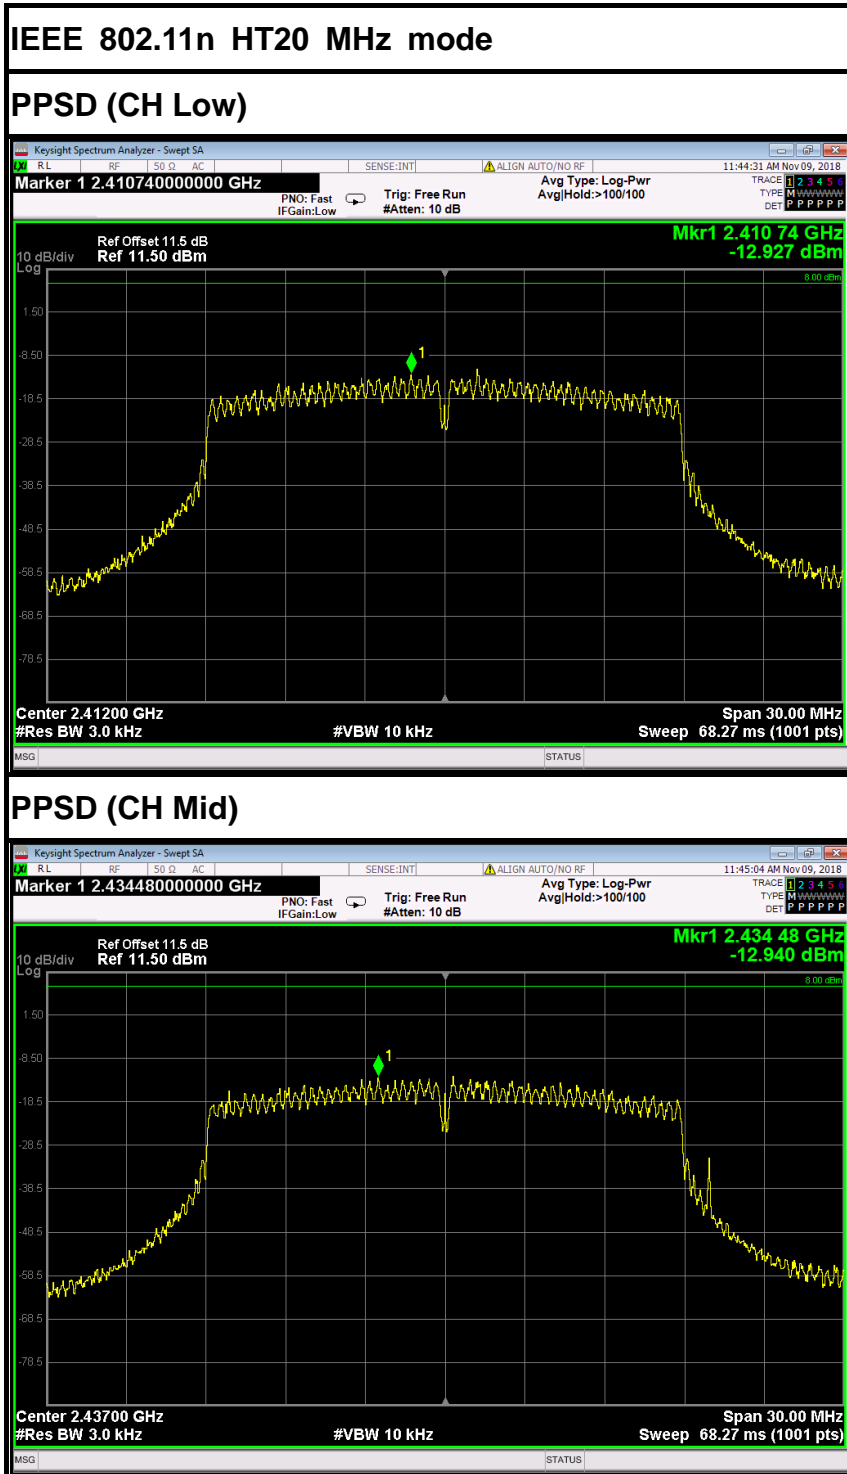 IEEE 802.11n HT20 MHz mode
PPSD (CH Low)
Keysight Spectrum Analyzer - Swept SA
LXI RL RF 50 Ω AC SENSE:INT ALIGN AUTO/NO RF 11:44:31 AM Nov 09, 2018
Marker 1 2.410740000000 GHz
PNO: Fast
IFGain:Low
Trig: Free Run
#Atten: 10 dB
Avg Type: Log-Pwr
Avg|Hold:>100/100
TRACE 1 2 3 4 5 6
TYPE M WWWWW
DET P P P P P P
Mkr1 2.410 74 GHz
-12.927 dBm
Ref Offset 11.5 dB
10 dB/div Ref 11.50 dBm
Log
8.00 dBm
1.50
-8.50
1
-18.5
-28.5
-38.5
-48.5
-58.5
-68.5
-78.5
Center 2.41200 GHz Span 30.00 MHz
#Res BW 3.0 kHz #VBW 10 kHz Sweep 68.27 ms (1001 pts)
MSG STATUS
PPSD (CH Mid)
Keysight Spectrum Analyzer - Swept SA
LXI RL RF 50 Ω AC SENSE:INT ALIGN AUTO/NO RF 11:45:04 AM Nov 09, 2018
Marker 1 2.434480000000 GHz
PNO: Fast
IFGain:Low
Trig: Free Run
#Atten: 10 dB
Avg Type: Log-Pwr
Avg|Hold:>100/100
TRACE 1 2 3 4 5 6
TYPE M WWWWW
DET P P P P P P
Mkr1 2.434 48 GHz
-12.940 dBm
Ref Offset 11.5 dB
10 dB/div Ref 11.50 dBm
Log
8.00 dBm
1.50
-8.50
1
-18.5
-28.5
-38.5
-48.5
-58.5
-68.5
-78.5
Center 2.43700 GHz Span 30.00 MHz
#Res BW 3.0 kHz #VBW 10 kHz Sweep 68.27 ms (1001 pts)
MSG STATUS